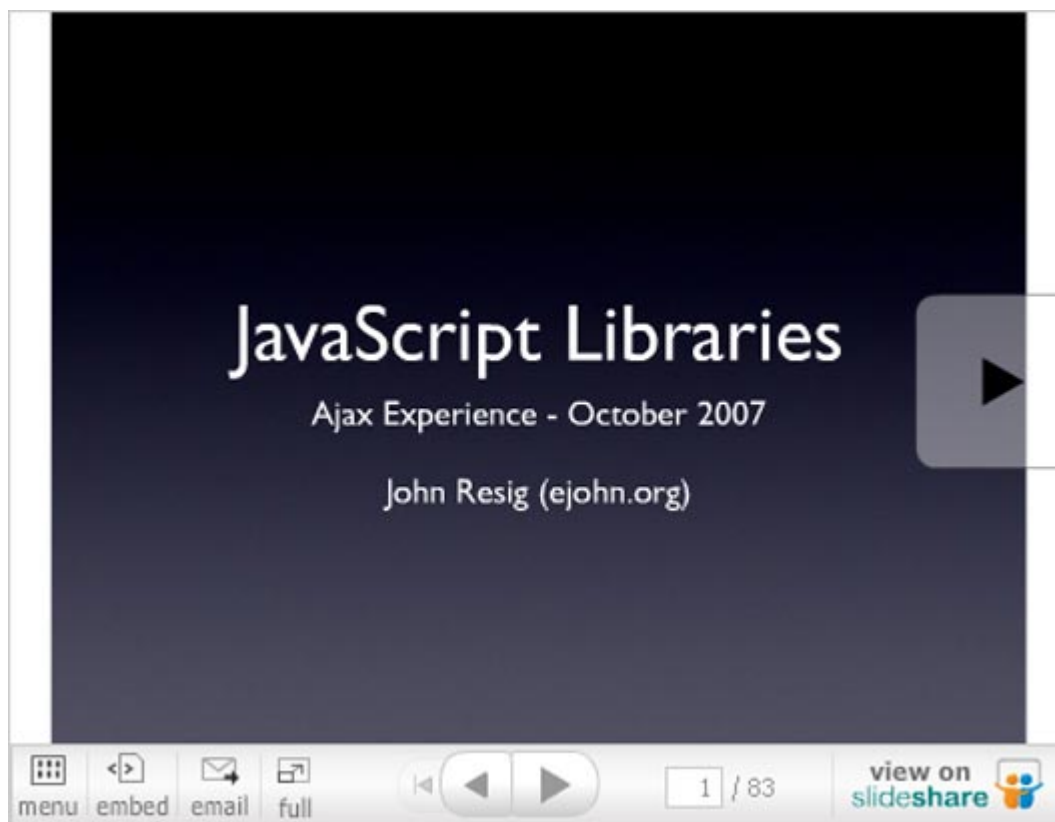 JavaScript Libraries
Ajax Experience - October 2007
John Resig (ejohn.org)
menu embed email full 1 / 83 view on
slideshare